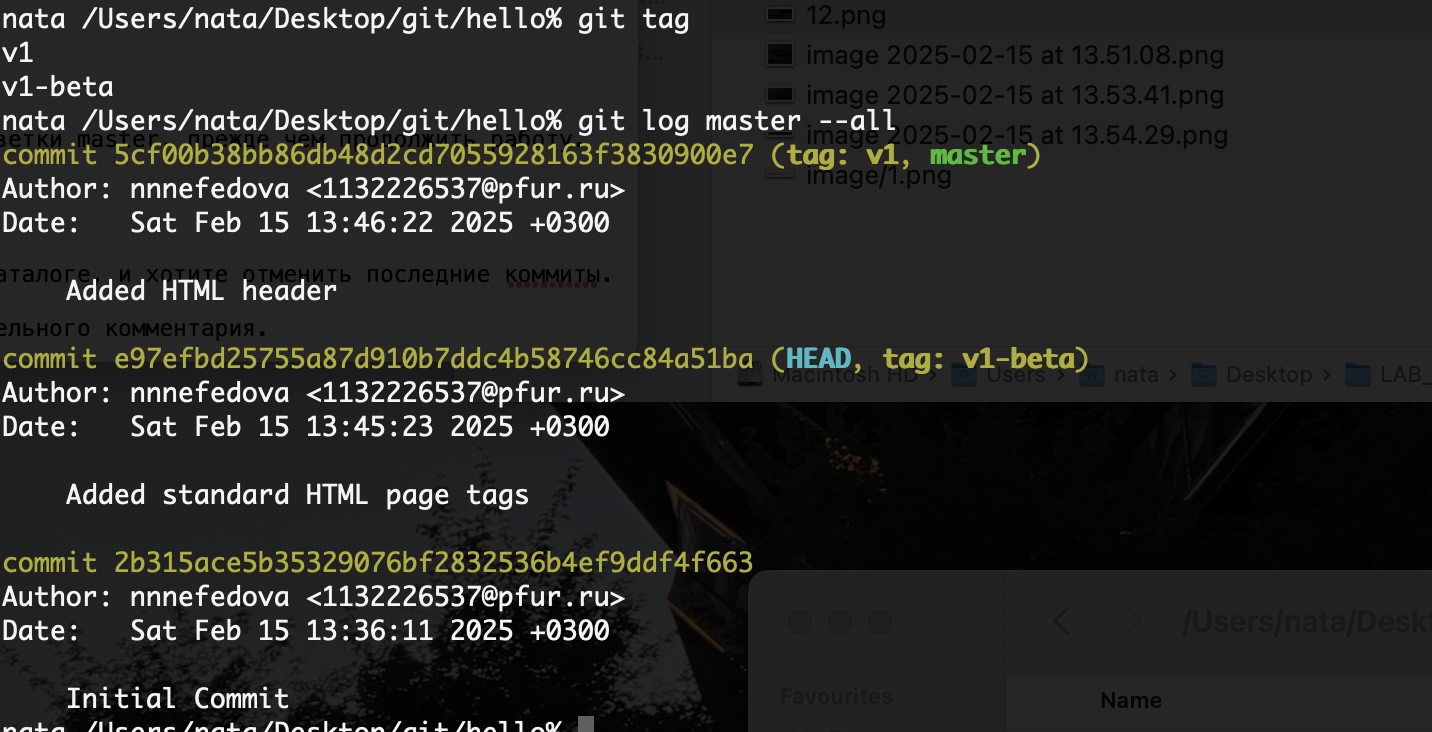 nata /Users/nata/Desktop/git/hello% git tag
v1
v1-beta
nata /Users/nata/Desktop/git/hello% git log master --all
commit 5cf00b38bb86db48d2cd7055928163f3830900e7 (tag: v1, master)
Author: nnnefedova <1132226537@pfur.ru>
Date:   Sat Feb 15 13:46:22 2025 +0300
Added HTML header
commit e97efbd25755a87d910b7ddc4b58746cc84a51ba (HEAD, tag: v1-beta)
Author: nnnefedova <1132226537@pfur.ru>
Date:   Sat Feb 15 13:45:23 2025 +0300
Added standard HTML page tags
commit 2b315ace5b35329076bf2832536b4ef9ddf4f663
Author: nnnefedova <1132226537@pfur.ru>
Date:   Sat Feb 15 13:36:11 2025 +0300
Initial Commit
nata /Users/nata/Desktop/git/hello%
12.png
image 2025-02-15 at 13.51.08.png
image 2025-02-15 at 13.53.41.png
image 2025-02-15 at 13.54.29.png
image/1.png
ветки master, прежде чем продолжить работу.
аталоге, и хотите отменить последние коммиты.
ельного комментария.
Macintosh HD › Users › nata › Desktop › LAB_
/Users/nata/Deskt
Favourites
Name